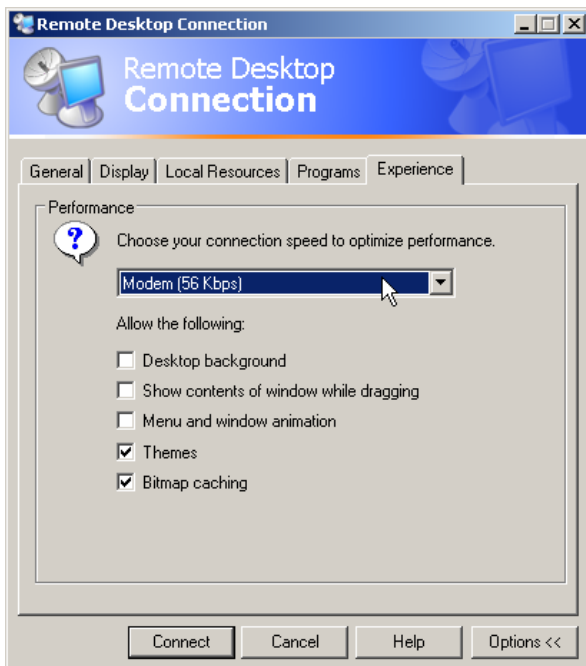 Remote Desktop Connection
Remote Desktop
Connection
General Display Local Resources Programs Experience
Performance
Choose your connection speed to optimize performance.
Modem (56 Kbps)
Allow the following:
Desktop background
Show contents of window while dragging
Menu and window animation
Themes
Bitmap caching
Connect Cancel Help Options <<